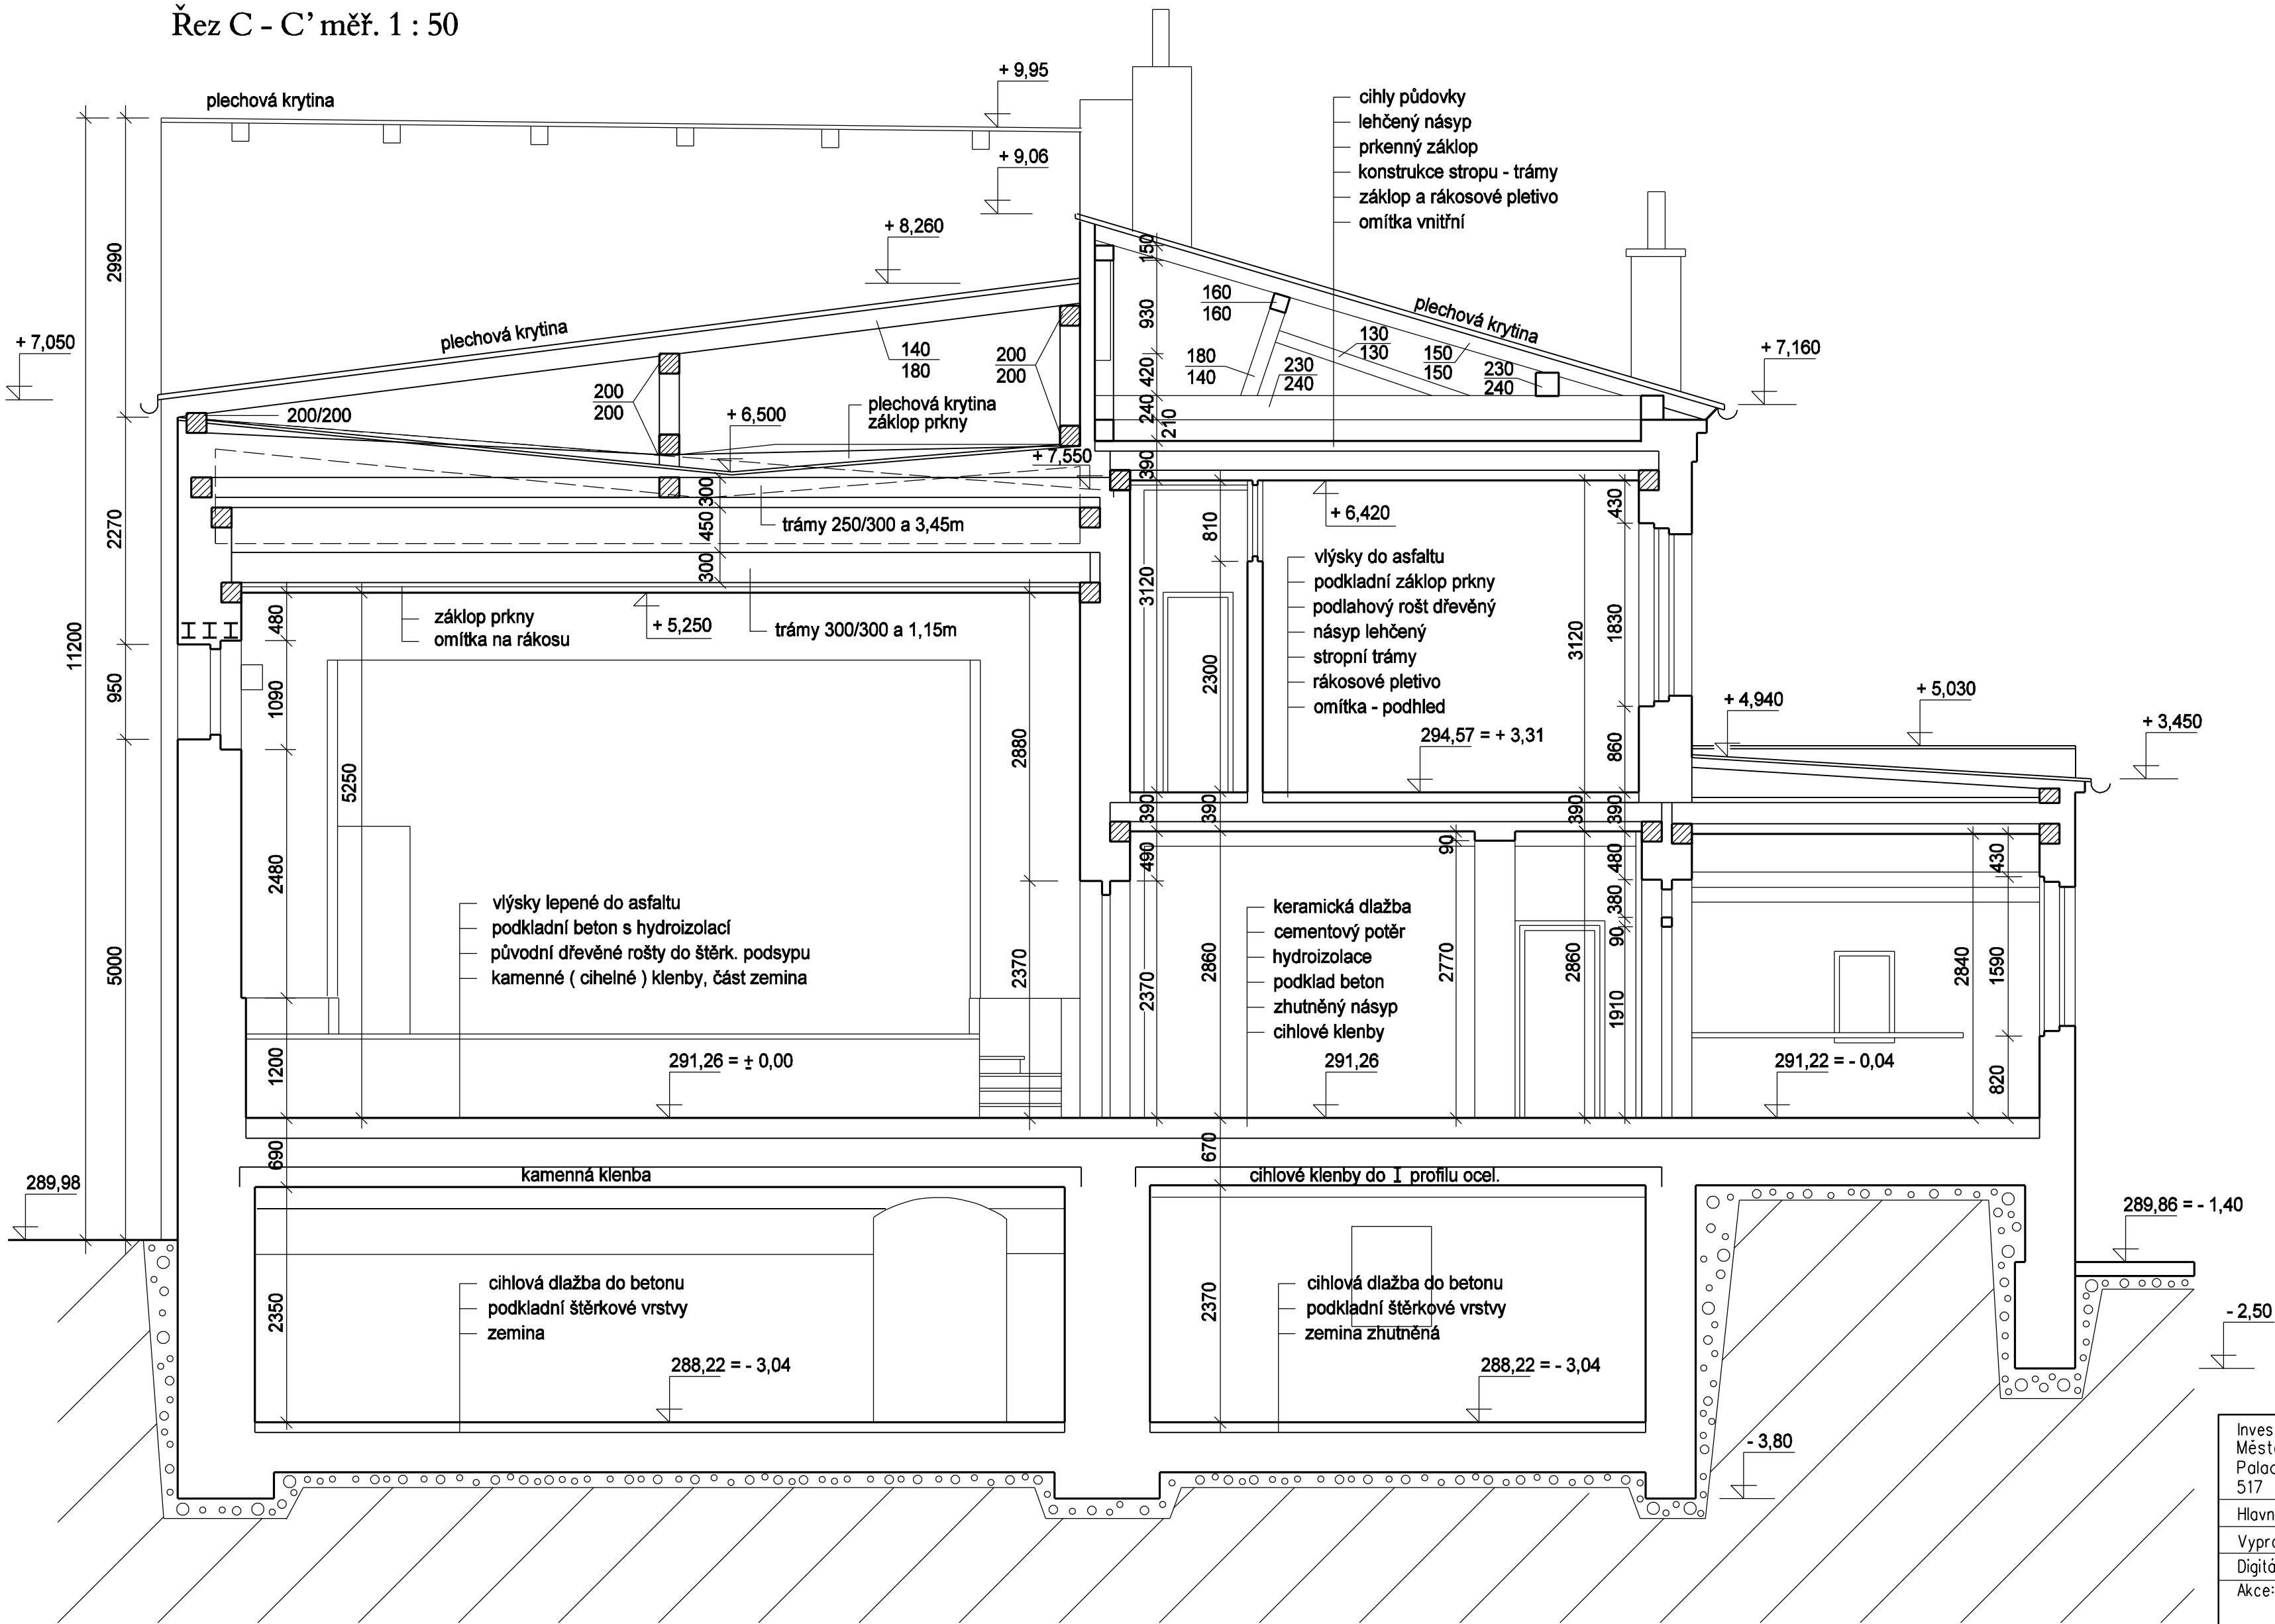 Řez C - C’ měř. 1 : 50
plechová krytina
+ 9,95
+ 9,06
+ 8,260
cihly půdovky
lehčený násyp
prkenný záklop
konstrukce stropu - trámy
záklop a rákosové pletivo
omítka vnitřní
2990
+ 7,050
plechová krytina
140
180
200
200
200
200
200/200
+ 6,500
plechová krytina
záklop prkny
+ 7,550
150
930
420
240
210
390
160
160
180
140
230
240
130
130
150
150
230
240
plechová krytina
+ 7,160
2270
300
450
300
trámy 250/300 a 3,45m
+ 6,420
810
3120
430
11200
480
záklop prkny
omítka na rákosu
+ 5,250
trámy 300/300 a 1,15m
vlýsky do asfaltu
podkladní záklop prkny
podlahový rošt dřevěný
násyp lehčený
stropní trámy
rákosové pletivo
omítka - podhled
2300
3120
1830
950
1090
5250
2880
294,57 = + 3,31
860
+ 4,940
+ 5,030
+ 3,450
390
390
390
390
2480
5000
490
90
480
430
380
90
vlýsky lepené do asfaltu
podkladní beton s hydroizolací
původní dřevěné rošty do štěrk. podsypu
kamenné ( cihelné ) klenby, část zemina
2370
2370
2860
keramická dlažba
cementový potěr
hydroizolace
podklad beton
zhutněný násyp
cihlové klenby
2770
2860
1910
2840
1590
820
1200
291,26 = ± 0,00
291,26
291,22 = - 0,04
690
670
kamenná klenba
cihlové klenby do I profilu ocel.
289,98
289,86 = - 1,40
2350
cihlová dlažba do betonu
podkladní štěrkové vrstvy
zemina
288,22 = - 3,04
2370
cihlová dlažba do betonu
podkladní štěrkové vrstvy
zemina zhutněná
288,22 = - 3,04
- 2,50
- 3,80
517
Akce: